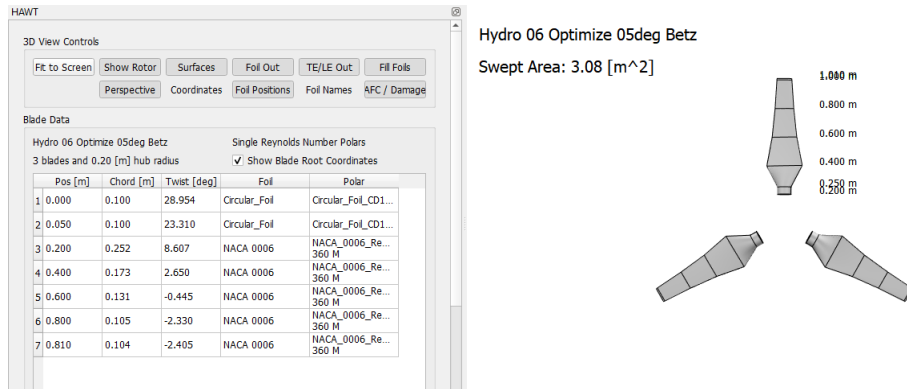 HAWT
3D View Controls
Fit to Screen Show Rotor Surfaces Foil Out TE/LE Out Fill Foils
Perspective Coordinates Foil Positions Foil Names AFC / Damage
Blade Data
Hydro 06 Optimize 05deg Betz Single Reynolds Number Polars
3 blades and 0.20 [m] hub radius Show Blade Root Coordinates
Pos [m] Chord [m] Twist [deg] Foil Polar
1 0.000 0.100 28.954 Circular_Foil Circular_Foil_CD1...
2 0.050 0.100 23.310 Circular_Foil Circular_Foil_CD1...
3 0.200 0.252 8.607 NACA 0006 NACA_0006_Re...
360 M
4 0.400 0.173 2.650 NACA 0006 NACA_0006_Re...
360 M
5 0.600 0.131 -0.445 NACA 0006 NACA_0006_Re...
360 M
6 0.800 0.105 -2.330 NACA 0006 NACA_0006_Re...
360 M
7 0.810 0.104 -2.405 NACA 0006 NACA_0006_Re...
360 M
Hydro 06 Optimize 05deg Betz
Swept Area: 3.08 [m^2]
0.800 m
0.600 m
0.400 m
0.250 m
0.200 m